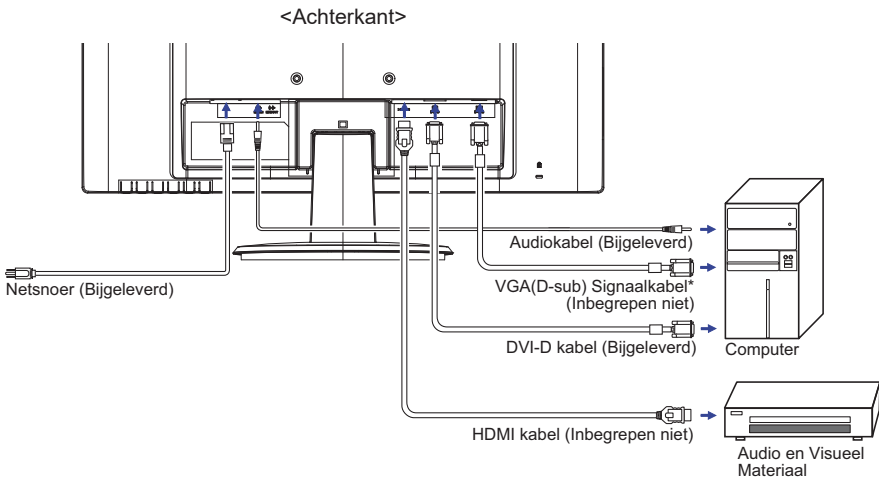 <Achterkant>
Audiokabel (Bijgeleverd)
Netsnoer (Bijgeleverd)
VGA(D-sub) Signaalkabel*
(Inbegrepen niet)
DVI-D kabel (Bijgeleverd)
Computer
HDMI kabel (Inbegrepen niet)
Audio en Visueel
Materiaal